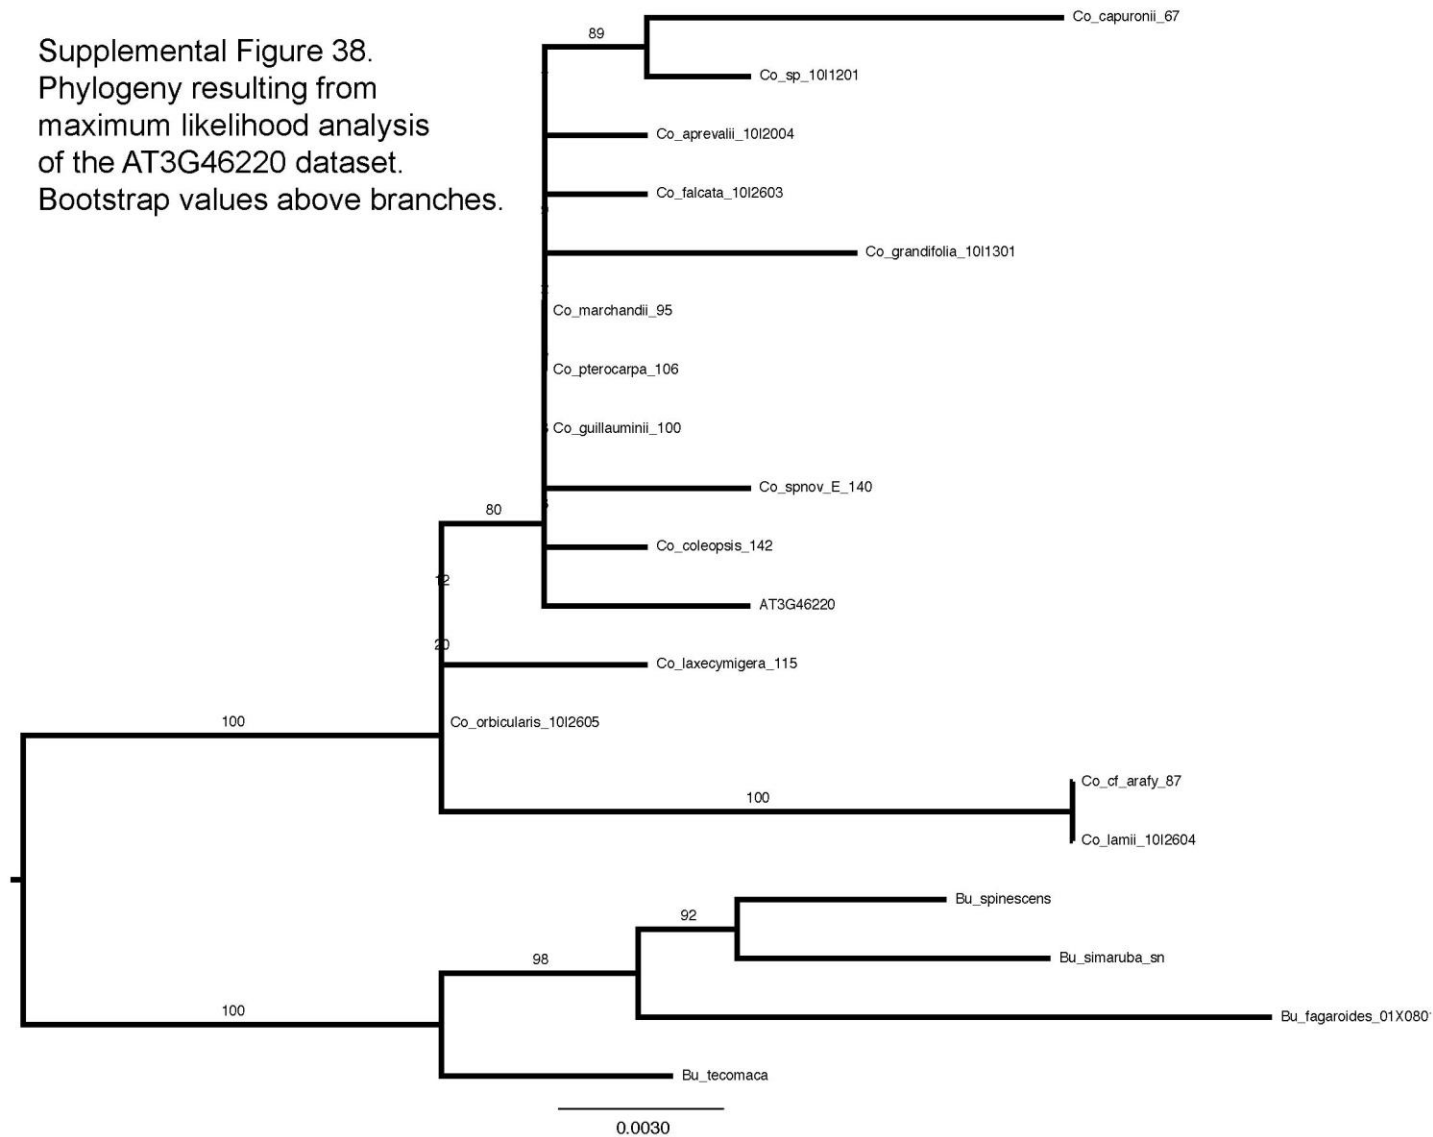 Supplemental Figure 38.
Phylogeny resulting from
maximum likelihood analysis
of the AT3G46220 dataset.
Bootstrap values above branches.
Co_capuronii_67
89
Co_sp_10I1201
Co_aprevalii_10I2004
Co_falcata_10I2603
Co_grandifolia_10I1301
Co_marchandii_95
Co_pterocarpa_106
Co_guillauminii_100
Co_spnov_E_140
80
Co_coleopsis_142
12
AT3G46220
20
Co_laxecymigera_115
100
Co_orbicularis_10I2605
Co_cf_arafy_87
100
Co_lamii_10I2604
Bu_spinescens
92
Bu_simaruba_sn
98
100
Bu_fagaroides_01X080
Bu_tecomaca
0.0030